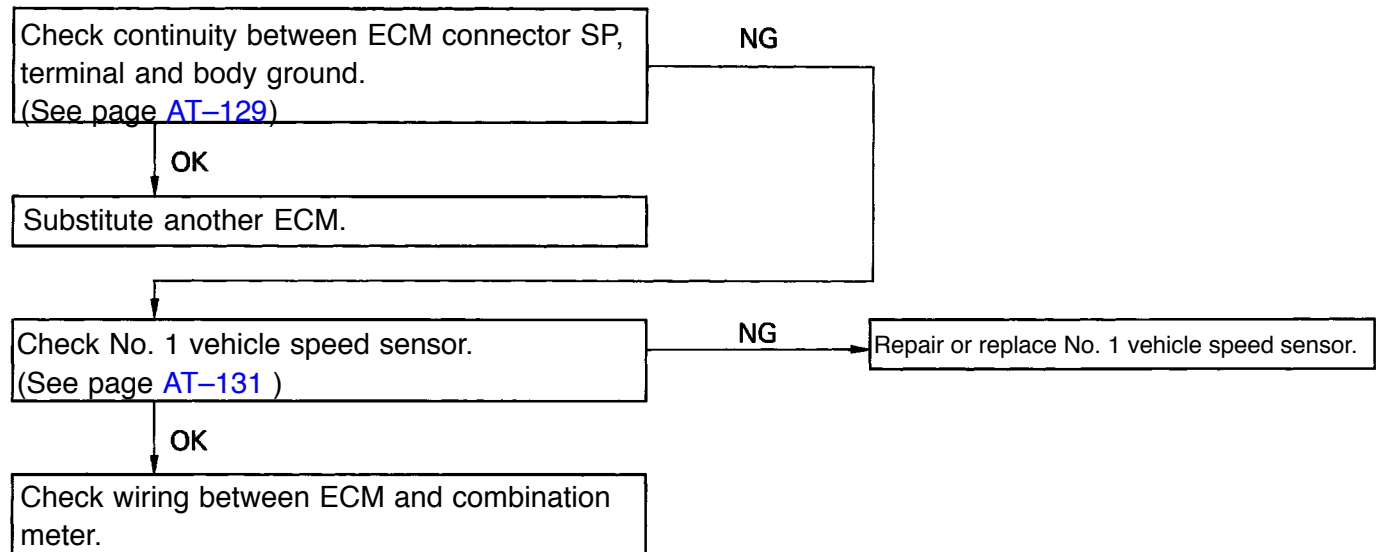 Check continuity between ECM connector SP,
terminal and body ground.
(See page AT–129)
NG
OK
Substitute another ECM.
Check No. 1 vehicle speed sensor.
(See page AT–131 )
NG
Repair or replace No. 1 vehicle speed sensor.
OK
Check wiring between ECM and combination
meter.